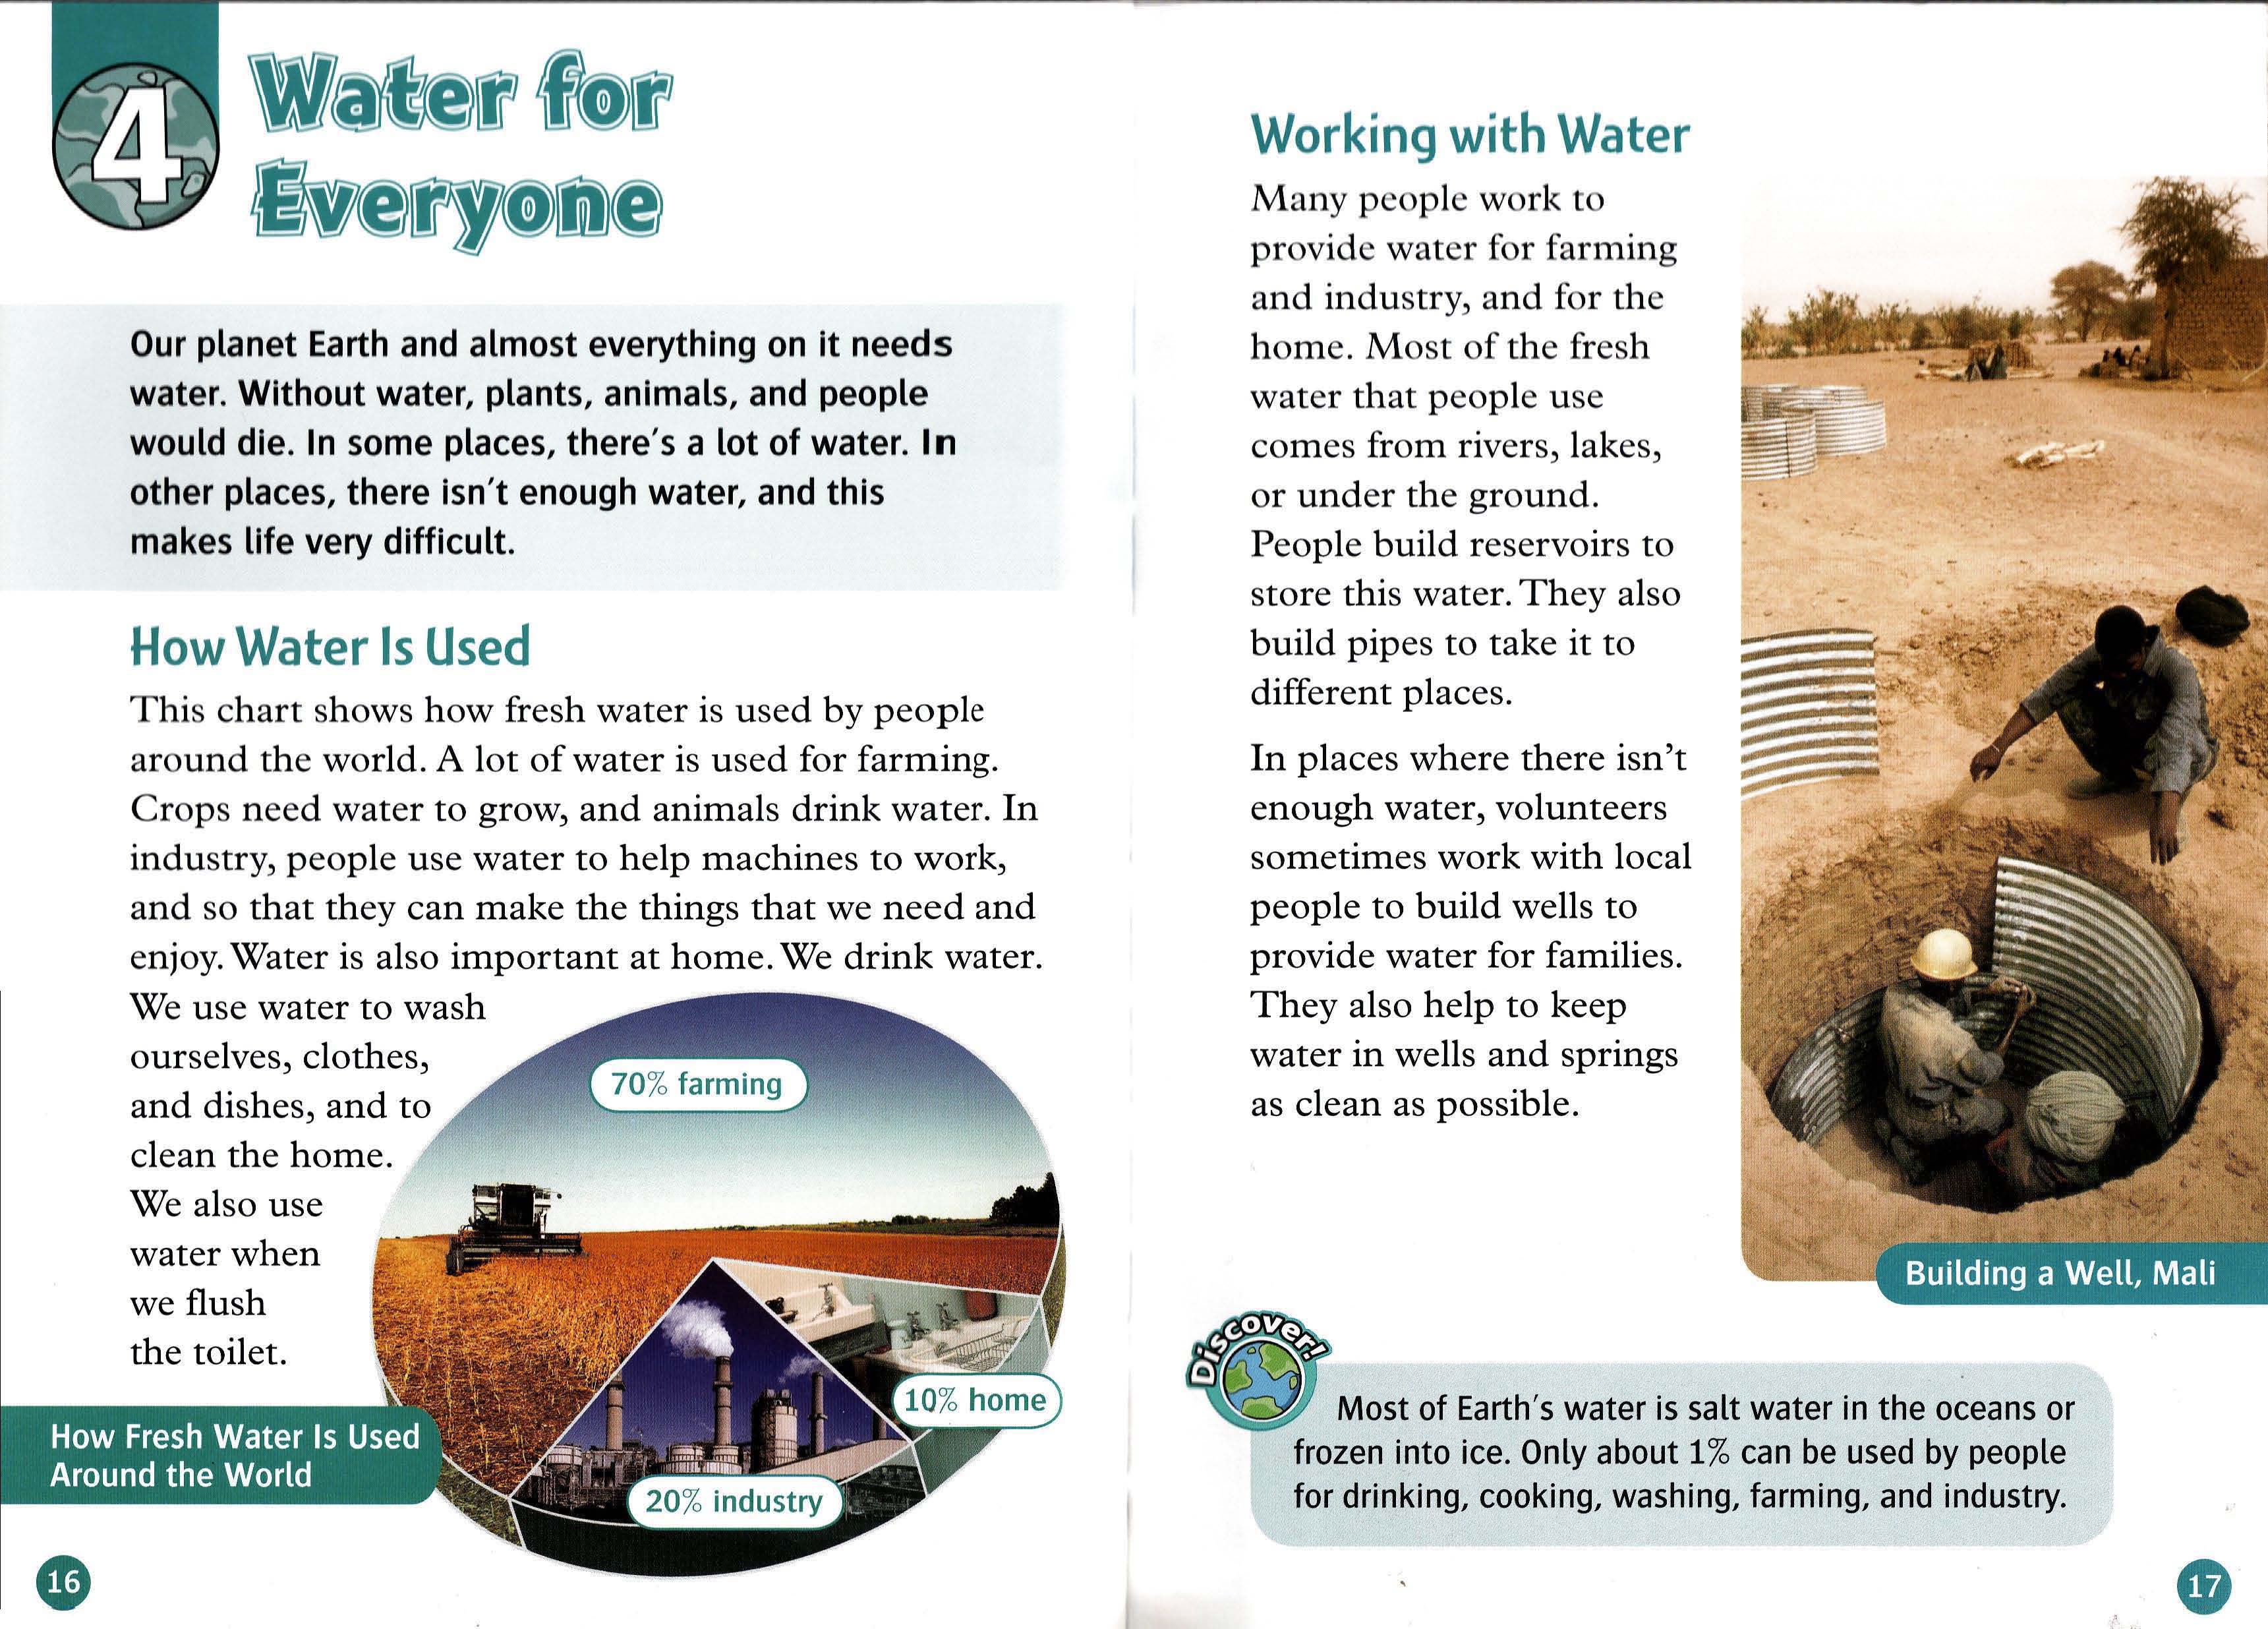 4
Water for
Everyone
Our planet Earth and almost everything on it needs
water. Without water, plants, animals, and people
would die. In some places, there's a lot of water. In
other places, there isn't enough water, and this
makes life very difficult.
How Water Is Used
This chart shows how fresh water is used by people
around the world. A lot of water is used for farming.
Crops need water to grow, and animals drink water. In
industry, people use water to help machines to work,
and so that they can make the things that we need and
enjoy. Water is also important at home. We drink water.
We use water to wash
ourselves, clothes,
and dishes, and to
clean the home.
We also use
water when
we flush
the toilet.
70% farming
10% home
20% industry
How Fresh Water Is Used
Around the World
16
Working with Water
Many people work to
provide water for farming
and industry, and for the
home. Most of the fresh
water that people use
comes from rivers, lakes,
or under the ground.
People build reservoirs to
store this water. They also
build pipes to take it to
different places.
In places where there isn't
enough water, volunteers
sometimes work with local
people to build wells to
provide water for families.
They also help to keep
water in wells and springs
as clean as possible.
Building a Well, Mali
Discover!
Most of Earth's water is salt water in the oceans or
frozen into ice. Only about 1% can be used by people
for drinking, cooking, washing, farming, and industry.
17